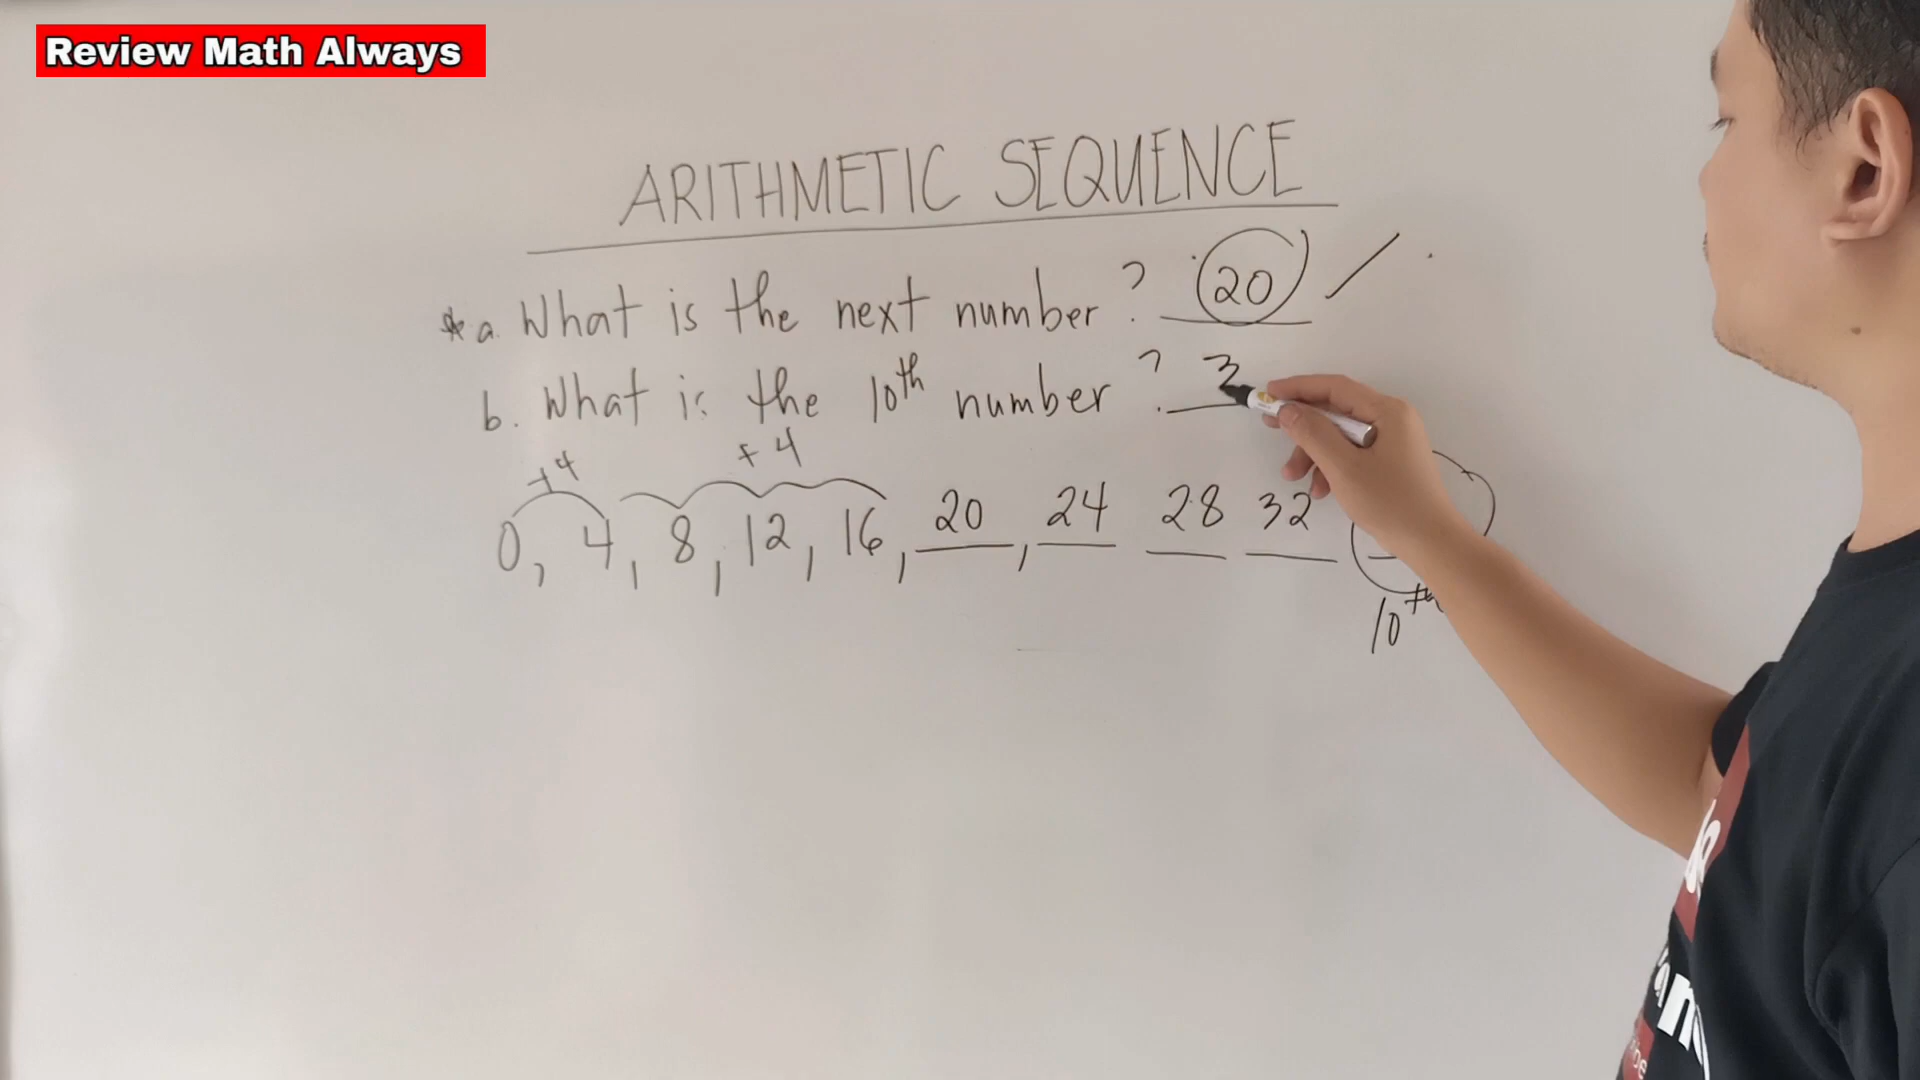 Review Math Always
ARITHMETIC SEQUENCE
* a. What is the next number? 20 /
b. What is the 10th number? 3
+4 +4
0, 4, 8, 12, 16, 20, 24 28 32
10th